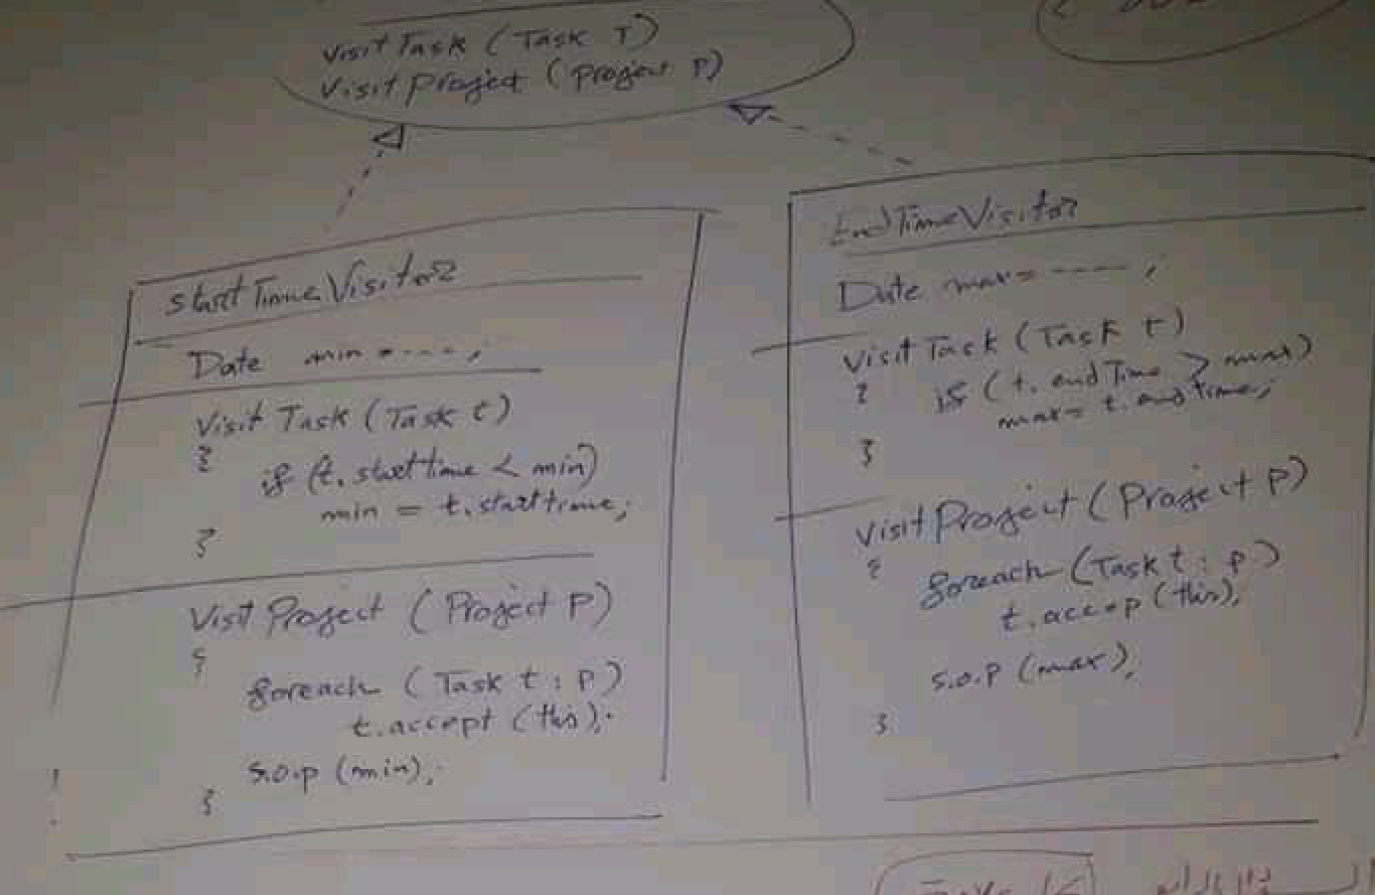 visit Task (Task T)
visit project (project P)
StartTimeVisitor
Date min = ---- ;
visit Task (Task t)
{
if (t. starttime < min)
min = t.starttime;
}
Visit Project (Project P)
{
foreach (Task t : P)
t.accept (this);
s.o.p (min);
}
EndTimeVisitor
Date max = ---- ;
visit Task (Task t)
{
if (t. endTime > max)
max = t.endtime;
}
visit Project (Project P)
{
foreach (Task t : P)
t.accep (this);
s.o.p (max);
}